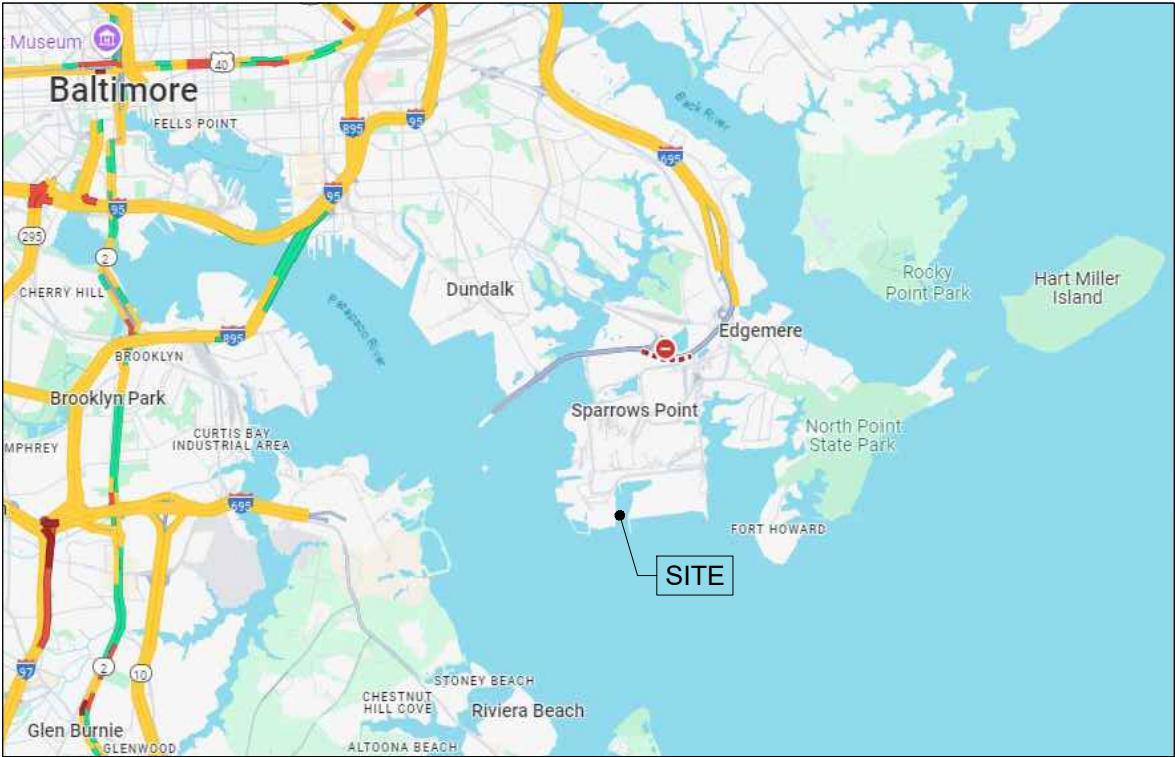 t Museum
40
Baltimore
FELLS POINT
895
95
Back River
695
95
95
295
2
CHERRY HILL
Dundalk
Rocky
Point Park
Hart Miller
Island
Patapsco River
895
BROOKLYN
Edgemere
Brooklyn Park
Sparrows Point
CURTIS BAY
INDUSTRIAL AREA
MPHREY
North Point
State Park
695
n
FORT HOWARD
SITE
97
2
10
STONEY BEACH
CHESTNUT
HILL COVE
Riviera Beach
Glen Burnie
GLENWOOD
ALTOONA BEACH